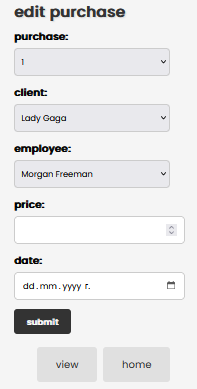 edit purchase
purchase:
1
client:
Lady Gaga
employee:
Morgan Freeman
price:
date:
dd.mm.yyyy r.
submit
view home